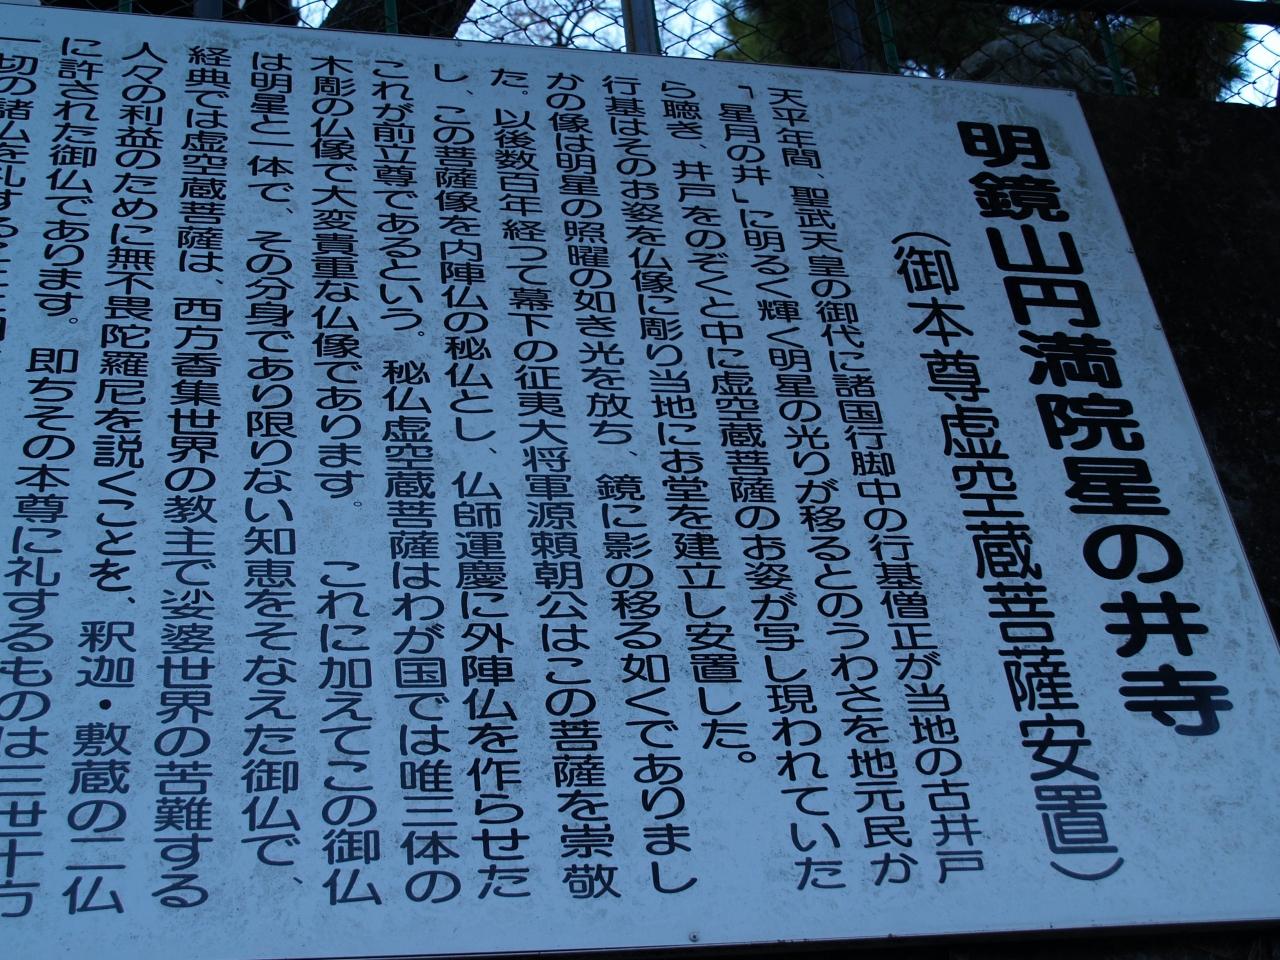 明鏡山円満院星の井寺
（御本尊虚空蔵菩薩安置）
天平年間、聖武天皇の御代に諸国行脚中の行基僧正が当地の古井戸
「星月の井」に明るく輝く明星の光りが移るとのうわさを地元民か
ら聴き、井戸をのぞくと中に虚空蔵菩薩のお姿が写し現われていた
行基はそのお姿を仏像に彫り当地にお堂を建立し安置した。
かの像は明星の照曜の如き光を放ち、鏡に影の移る如くでありまし
た。以後数百年経って幕下の征夷大将軍源頼朝公はこの菩薩を崇敬
し、この菩薩像を内陣仏の秘仏とし、仏師運慶に外陣仏を作らせた
これが前立尊であるという。秘仏虚空蔵菩薩はわが国では唯三体の
木彫の仏像で大変貴重な仏像であります。 これに加えてこの御仏
は明星と一体で、その分身であり限りない知恵をそなえた御仏で、
経典では虚空蔵菩薩は、西方香集世界の教主で娑婆世界の苦難する
人々の利益のために無不畏陀羅尼を説くことを、釈迦・敷蔵の二仏
に許された御仏であります。即ちその本尊に礼するものは三世十方
一切の諸仏を礼する